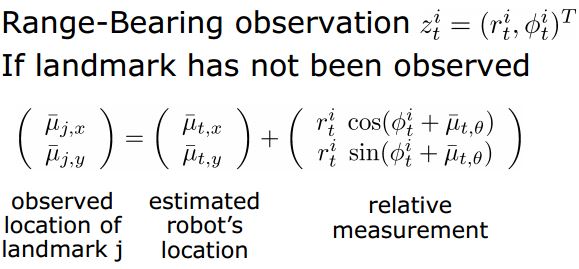 Range-Bearing observation $z_t^i = (r_t^i, \phi_t^i)^T$
If landmark has not been observed
$\begin{pmatrix} \bar{\mu}_{j,x} \\ \bar{\mu}_{j,y} \end{pmatrix} = \begin{pmatrix} \bar{\mu}_{t,x} \\ \bar{\mu}_{t,y} \end{pmatrix} + \begin{pmatrix} r_t^i \cos(\phi_t^i + \bar{\mu}_{t,\theta}) \\ r_t^i \sin(\phi_t^i + \bar{\mu}_{t,\theta}) \end{pmatrix}$
observed
location of
landmark j
estimated
robot's
location
relative
measurement